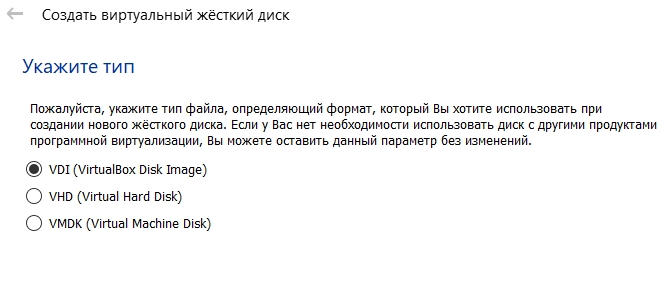 Создать виртуальный жёсткий диск
Укажите тип
Пожалуйста, укажите тип файла, определяющий формат, который Вы хотите использовать при
создании нового жёсткого диска. Если у Вас нет необходимости использовать диск с другими продуктами
программной виртуализации, Вы можете оставить данный параметр без изменений.
VDI (VirtualBox Disk Image)
VHD (Virtual Hard Disk)
VMDK (Virtual Machine Disk)